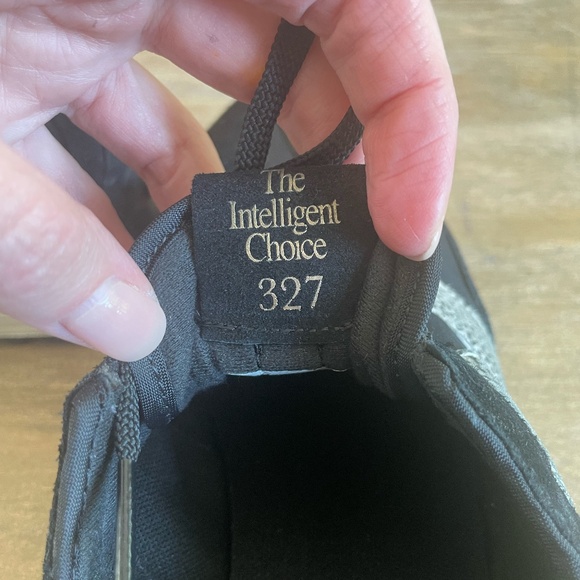 The
Intelligent
Choice
327